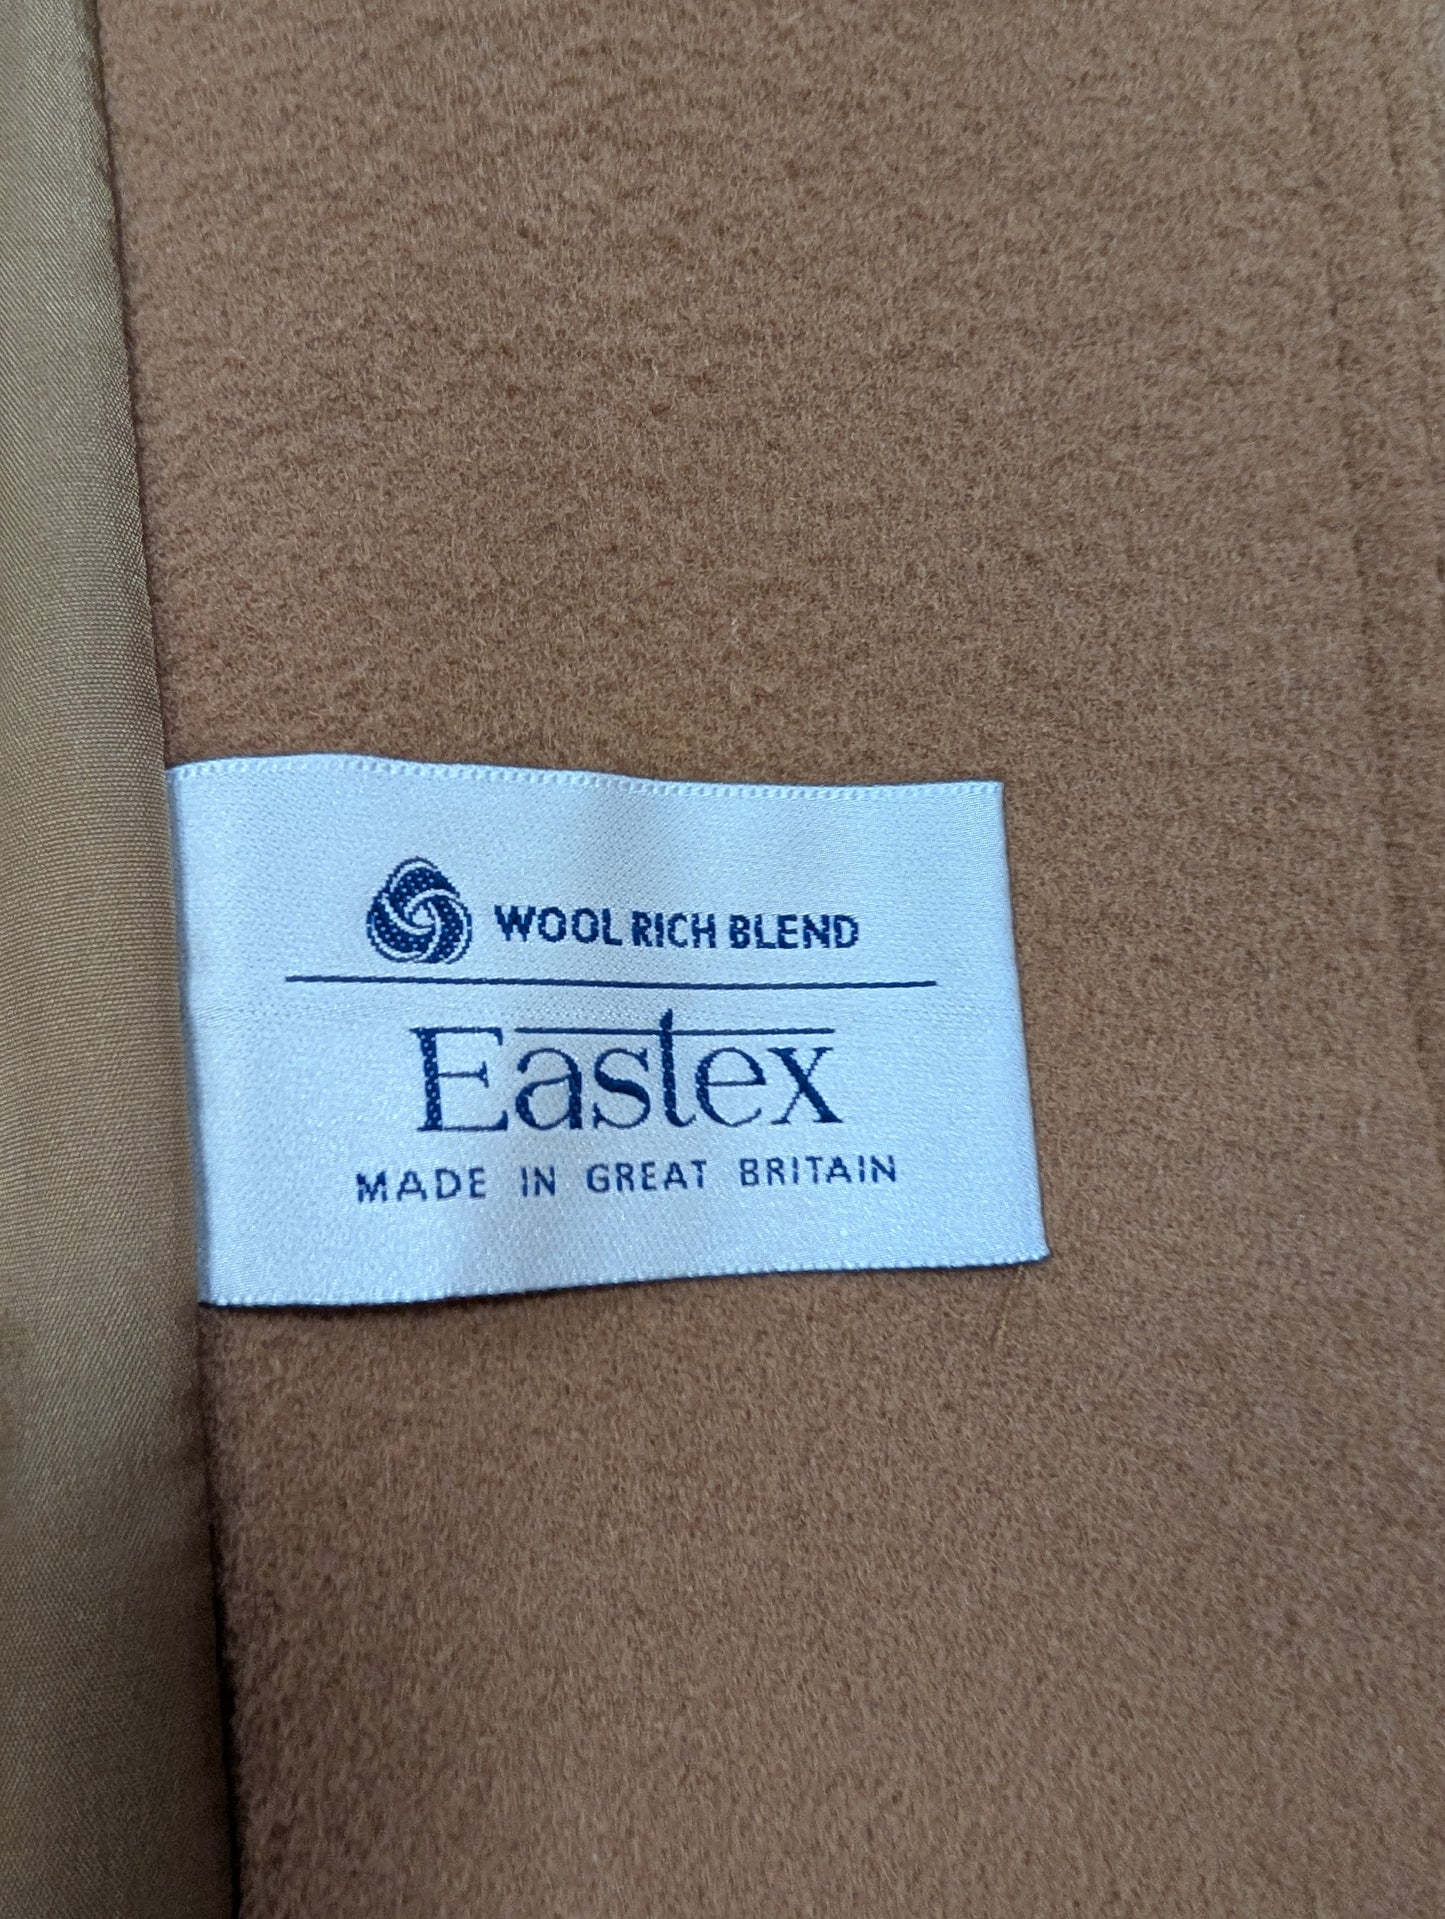 WOOL RICH BLEND
Eastex
MADE IN GREAT BRITAIN